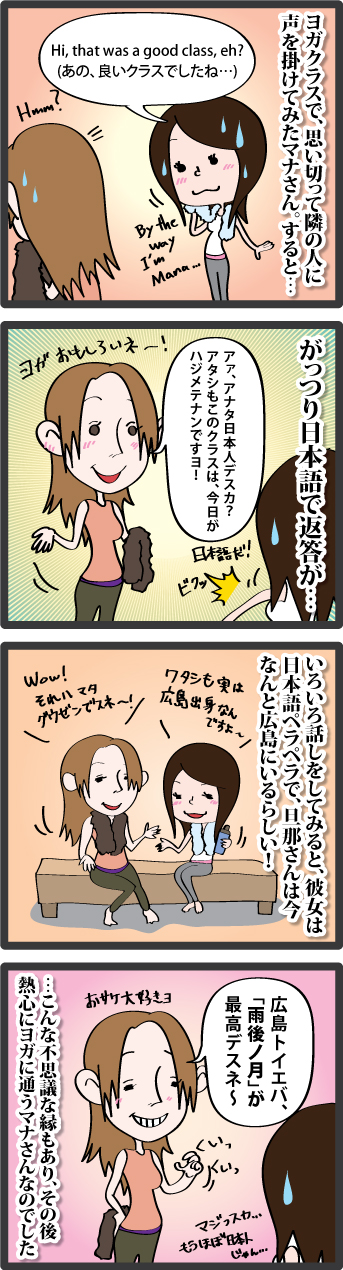 ヨガクラスで、思い切って隣の人に
声を掛けてみたマナさん。すると…
Hi, that was a good class, eh?
(あの、良いクラスでしたね…)
Hmm?
By the
way
I'm
Mana...
がっつり日本語で返答が…
ヨガ おもしろいネ〜!
アァ、アナタ日本人デスカ?
アタシもこのクラスは、今日が
ハジメテナンですヨ!
日本語だ!
ビクッ
いろいろ話しをしてみると、彼女は
日本語ペラペラで、旦那さんは今
なんと広島にいるらしい!
ワタシも実は
広島出身なん
ですよ〜
Wow!
それハ マタ
グウゼンでスネ〜!
広島トイエバ、
「雨後ノ月」が
最高デスネ〜
おサケ大好きヨ
くいっ
くいっ
マジっスカ...
もうほぼ日本人
じゃん...
…こんな不思議な縁もあり、その後
熱心にヨガに通うマナさんなのでした